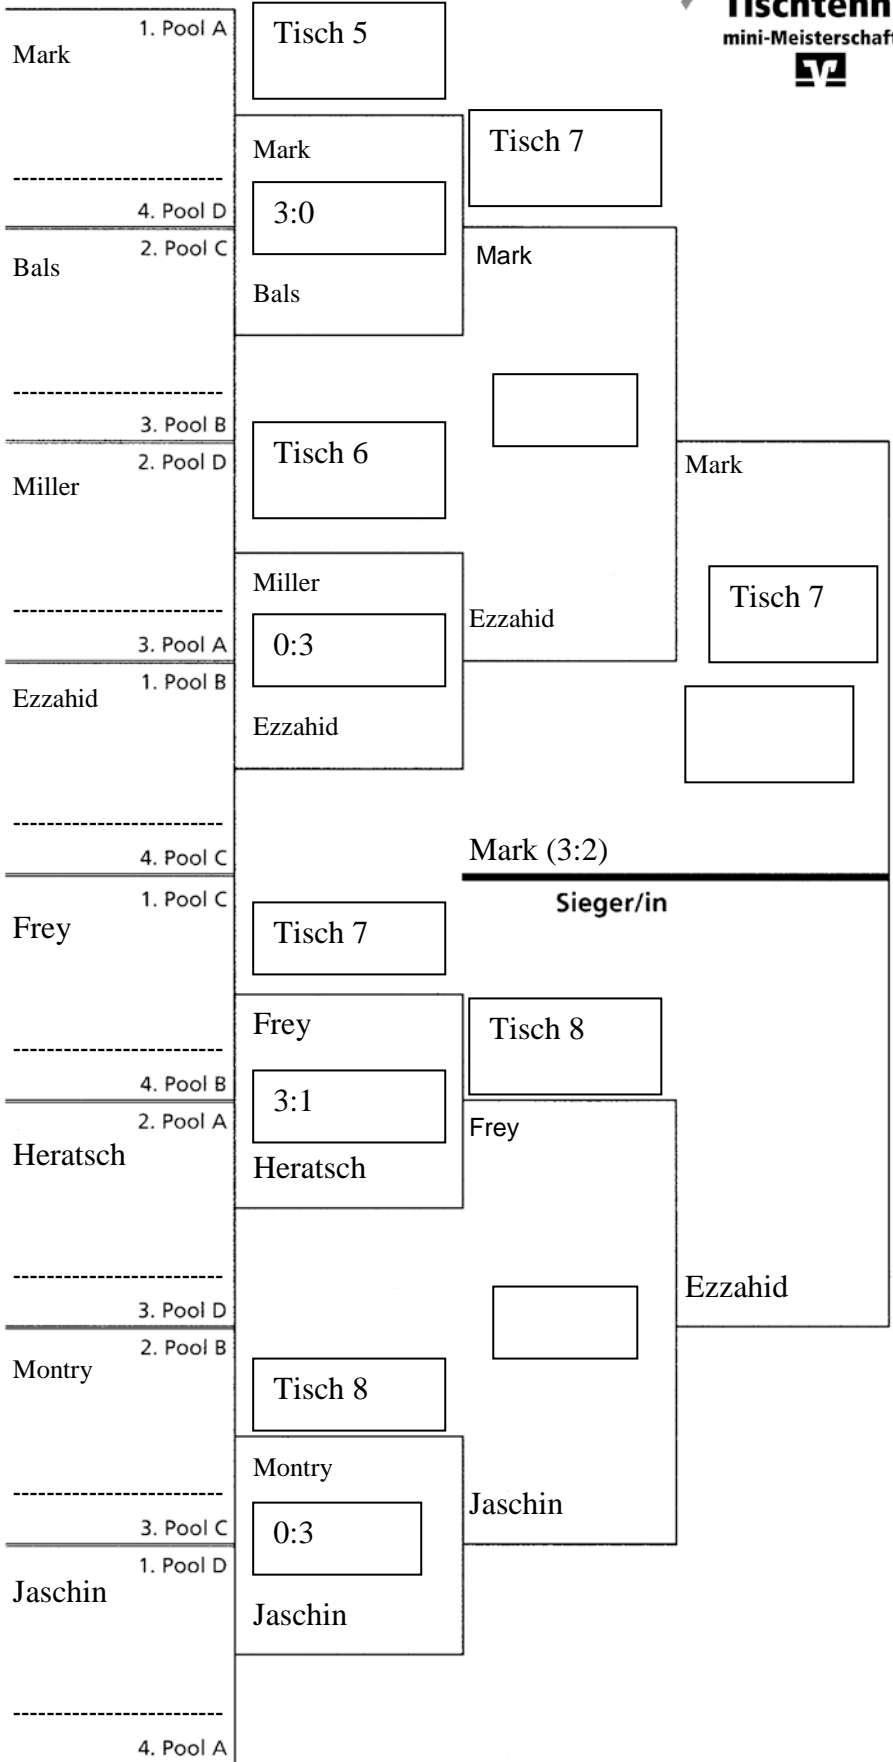 Tischtenn
mini-Meisterschaf
1. Pool A
Mark
Tisch 5
4. Pool D
Mark
3:0
Bals
Tisch 7
2. Pool C
Bals
Mark
3. Pool B
Tisch 6
2. Pool D
Miller
Mark
Miller
0:3
Ezzahid
Ezzahid
Tisch 7
3. Pool A
1. Pool B
Ezzahid
4. Pool C
Mark (3:2)
Sieger/in
1. Pool C
Frey
Tisch 7
Frey
3:1
Heratsch
Tisch 8
4. Pool B
2. Pool A
Heratsch
Frey
3. Pool D
Ezzahid
2. Pool B
Montry
Tisch 8
Montry
0:3
Jaschin
Jaschin
3. Pool C
1. Pool D
Jaschin
4. Pool A